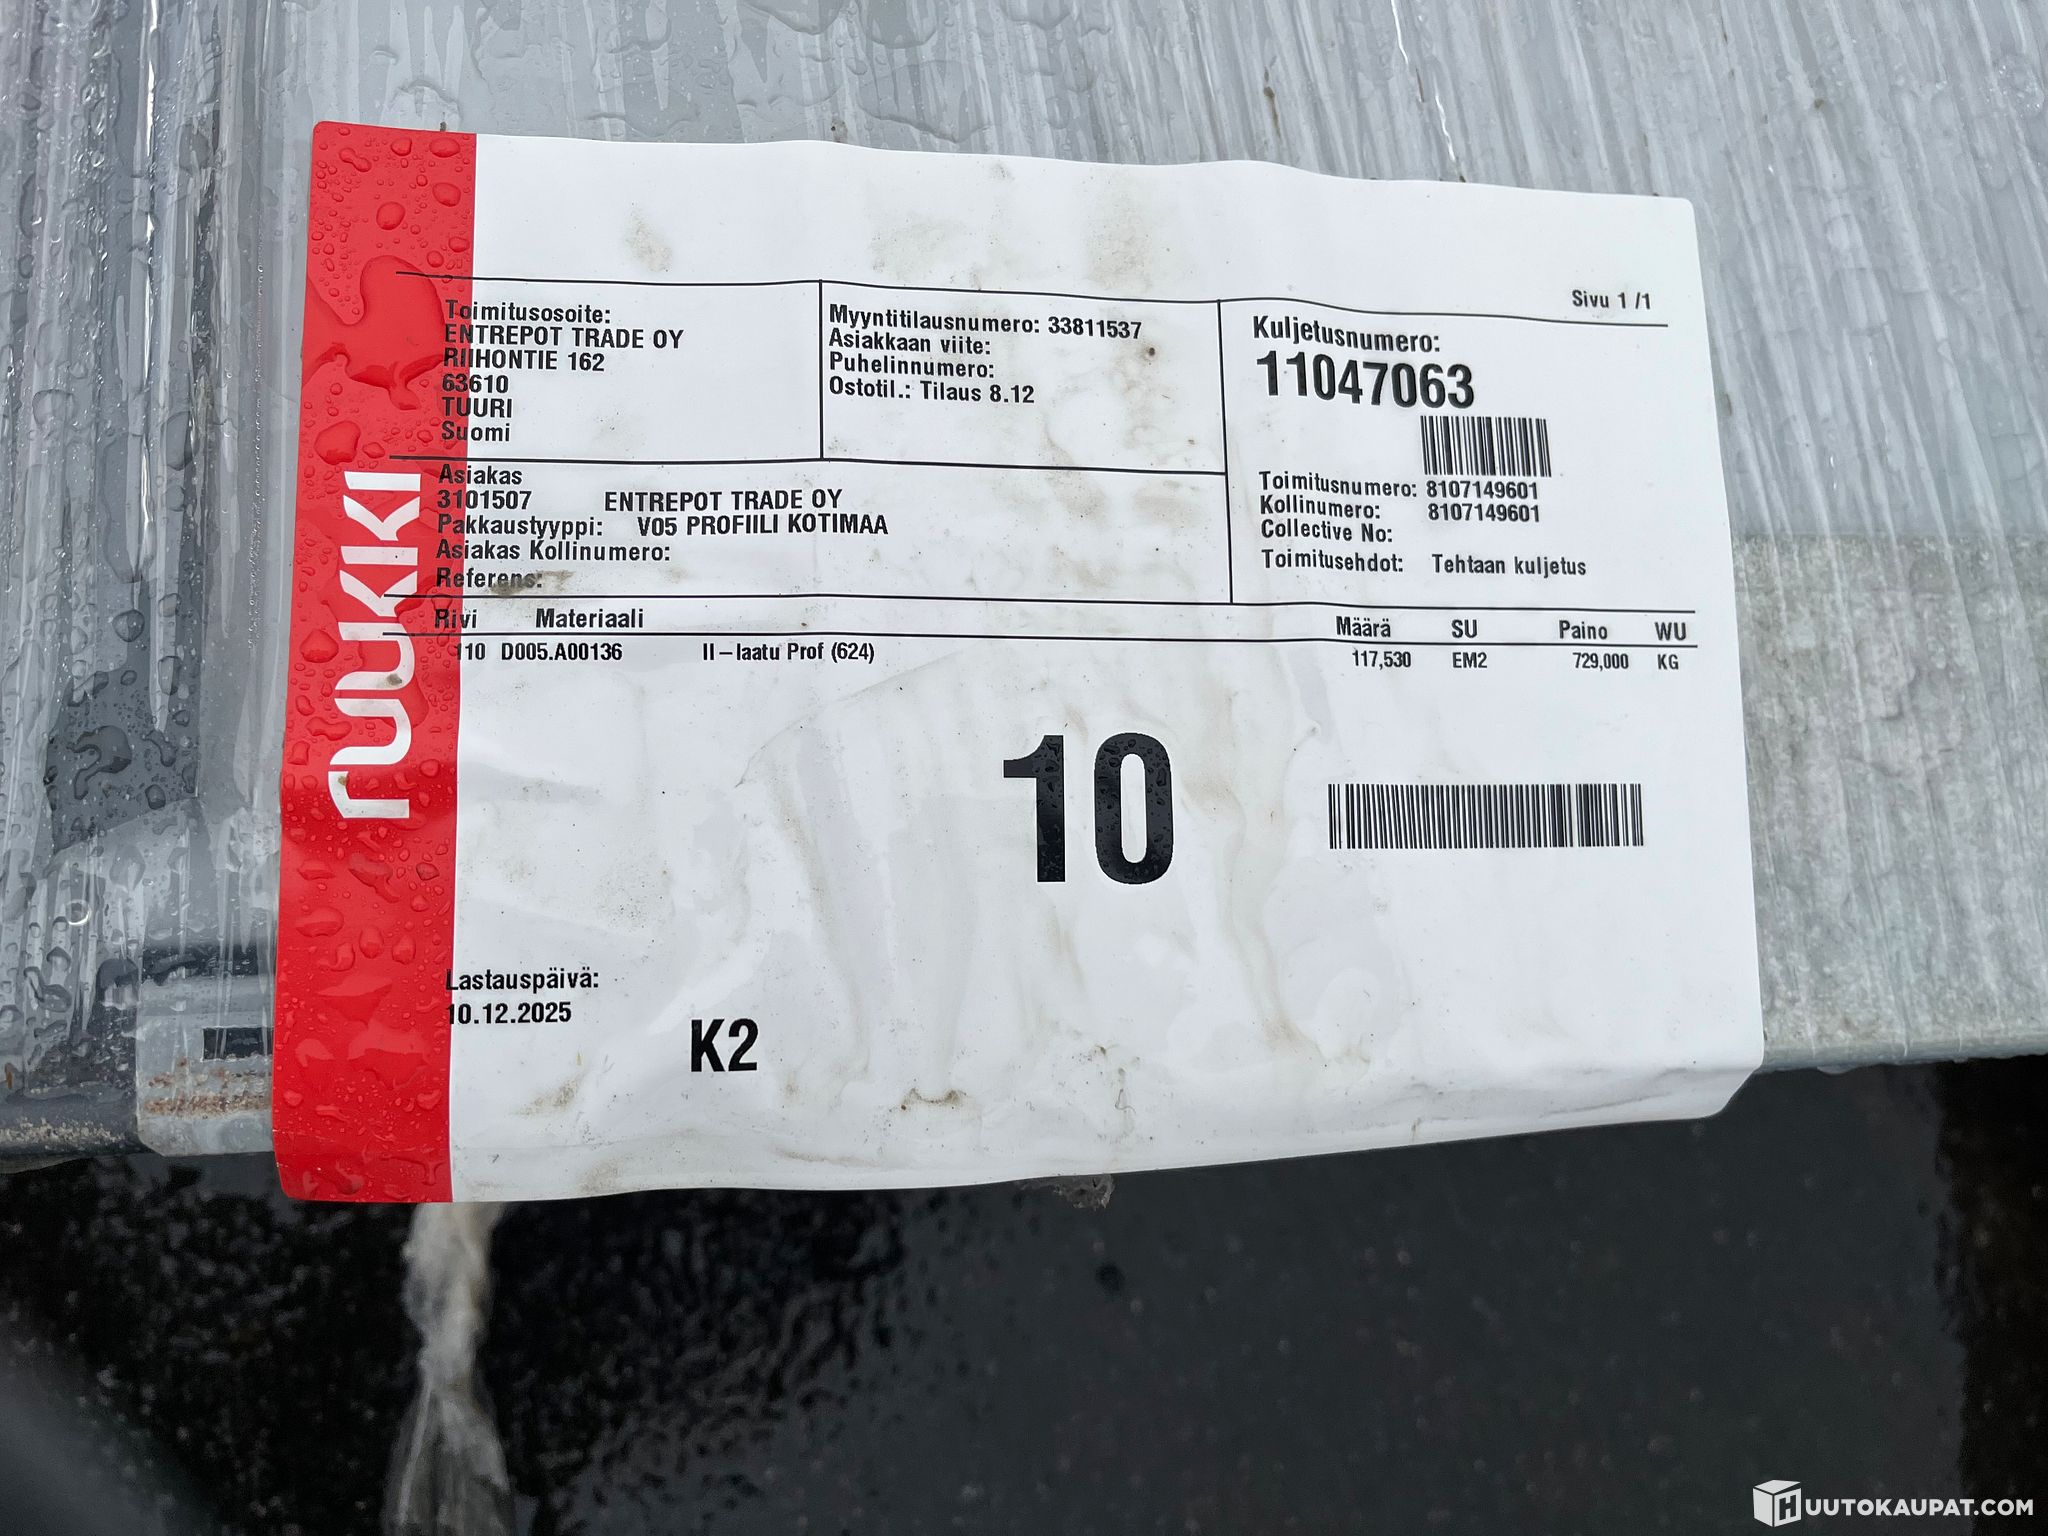 ruukki
Sivu 1 /1
Toimitusosoite:
ENTREPOT TRADE OY
RIIHONTIE 162
63610
TUURI
Suomi
Myyntitilausnumero: 33811537
Asiakkaan viite:
Puhelinnumero:
Ostotil.: Tilaus 8.12
Kuljetusnumero:
11047063
Toimitusnumero: 8107149601
Kollinumero: 8107149601
Collective No:
Toimitusehdot: Tehtaan kuljetus
Asiakas
3101507 ENTREPOT TRADE OY
Pakkaustyyppi: V05 PROFIILI KOTIMAA
Asiakas Kollinumero:
Referens:
Rivi Materiaali Määrä SU Paino WU
110 D005.A00136 II-laatu Prof (624) 117,530 EM2 729,000 KG
10
Lastauspäivä:
10.12.2025
K2
HUUTOKAUPAT.COM